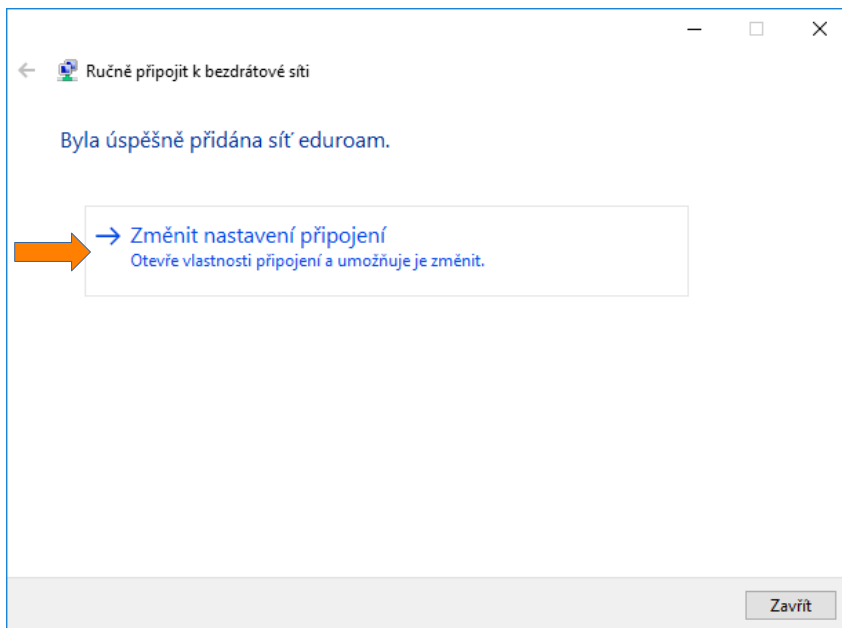 Ručně připojit k bezdrátové síti
Byla úspěšně přidána síť eduroam.
Změnit nastavení připojení
Otevře vlastnosti připojení a umožňuje je změnit.
Zavřít